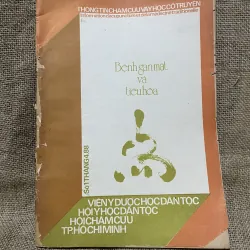 THÔNG TIN CHÂM CỨU VÀ Y HỌC CỔ TRUYỀN
Bệnh gan mật
và
tiêu hóa
SỐ 1 THÁNG 4.86
VIỆN Y DƯỢC HỌC DÂN TỘC
HỘI Y HỌC DÂN TỘC
HỘI CHÂM CỨU
TP. HỒ CHÍ MINH